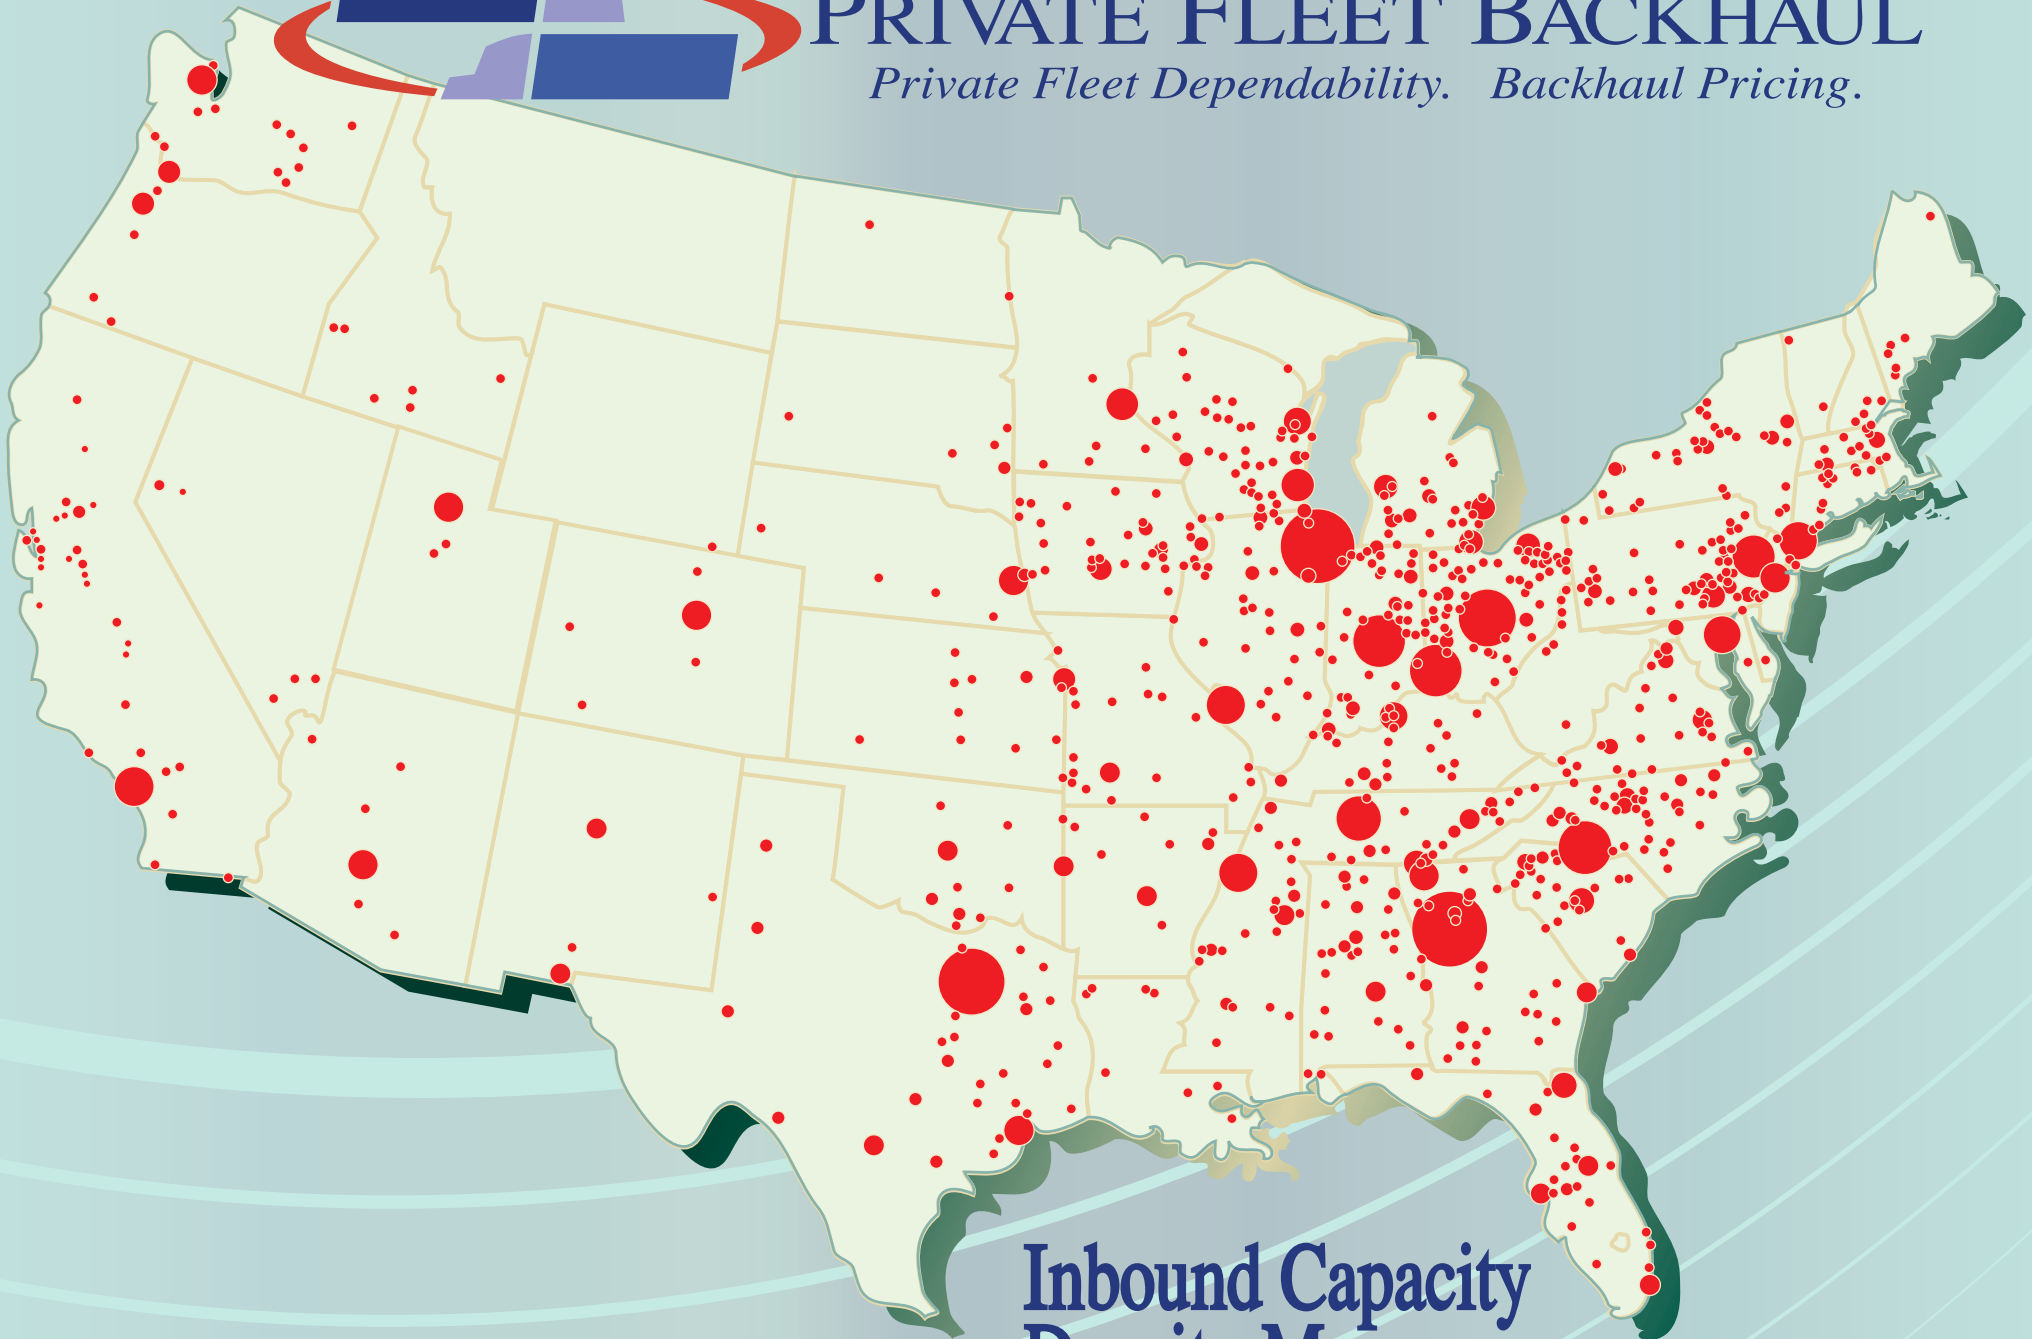 PRIVATE FLEET BACKHAUL
Private Fleet Dependability. Backhaul Pricing.
Inbound Capacity